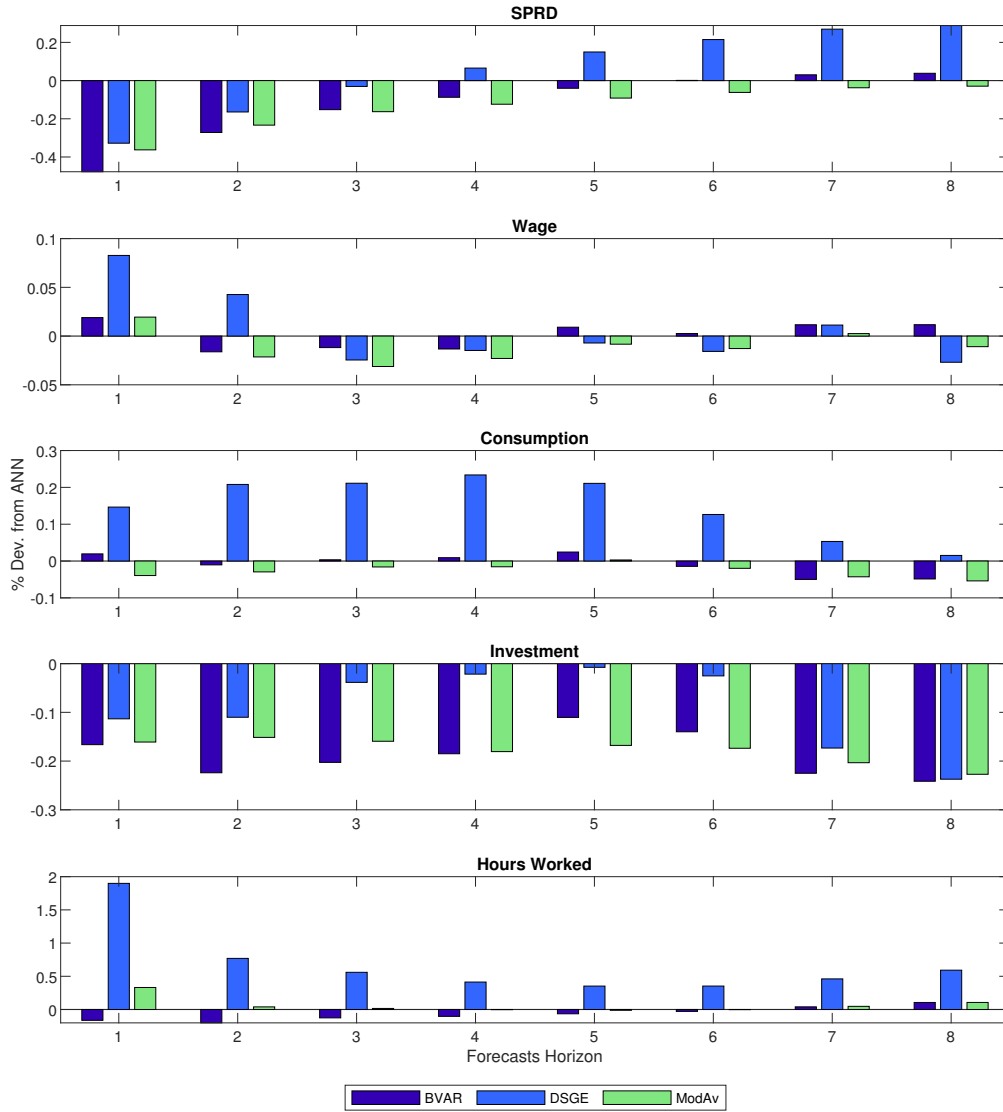 SPRD
0.2
0
-0.2
-0.4
1 2 3 4 5 6 7 8
Wage
0.1
0.05
0
-0.05
1 2 3 4 5 6 7 8
% Dev. from ANN
Consumption
0.3
0.2
0.1
0
-0.1
1 2 3 4 5 6 7 8
Investment
0
-0.1
-0.2
-0.3
1 2 3 4 5 6 7 8
Hours Worked
2
1.5
1
0.5
0
1 2 3 4 5 6 7 8
Forecasts Horizon
BVAR DSGE ModAv